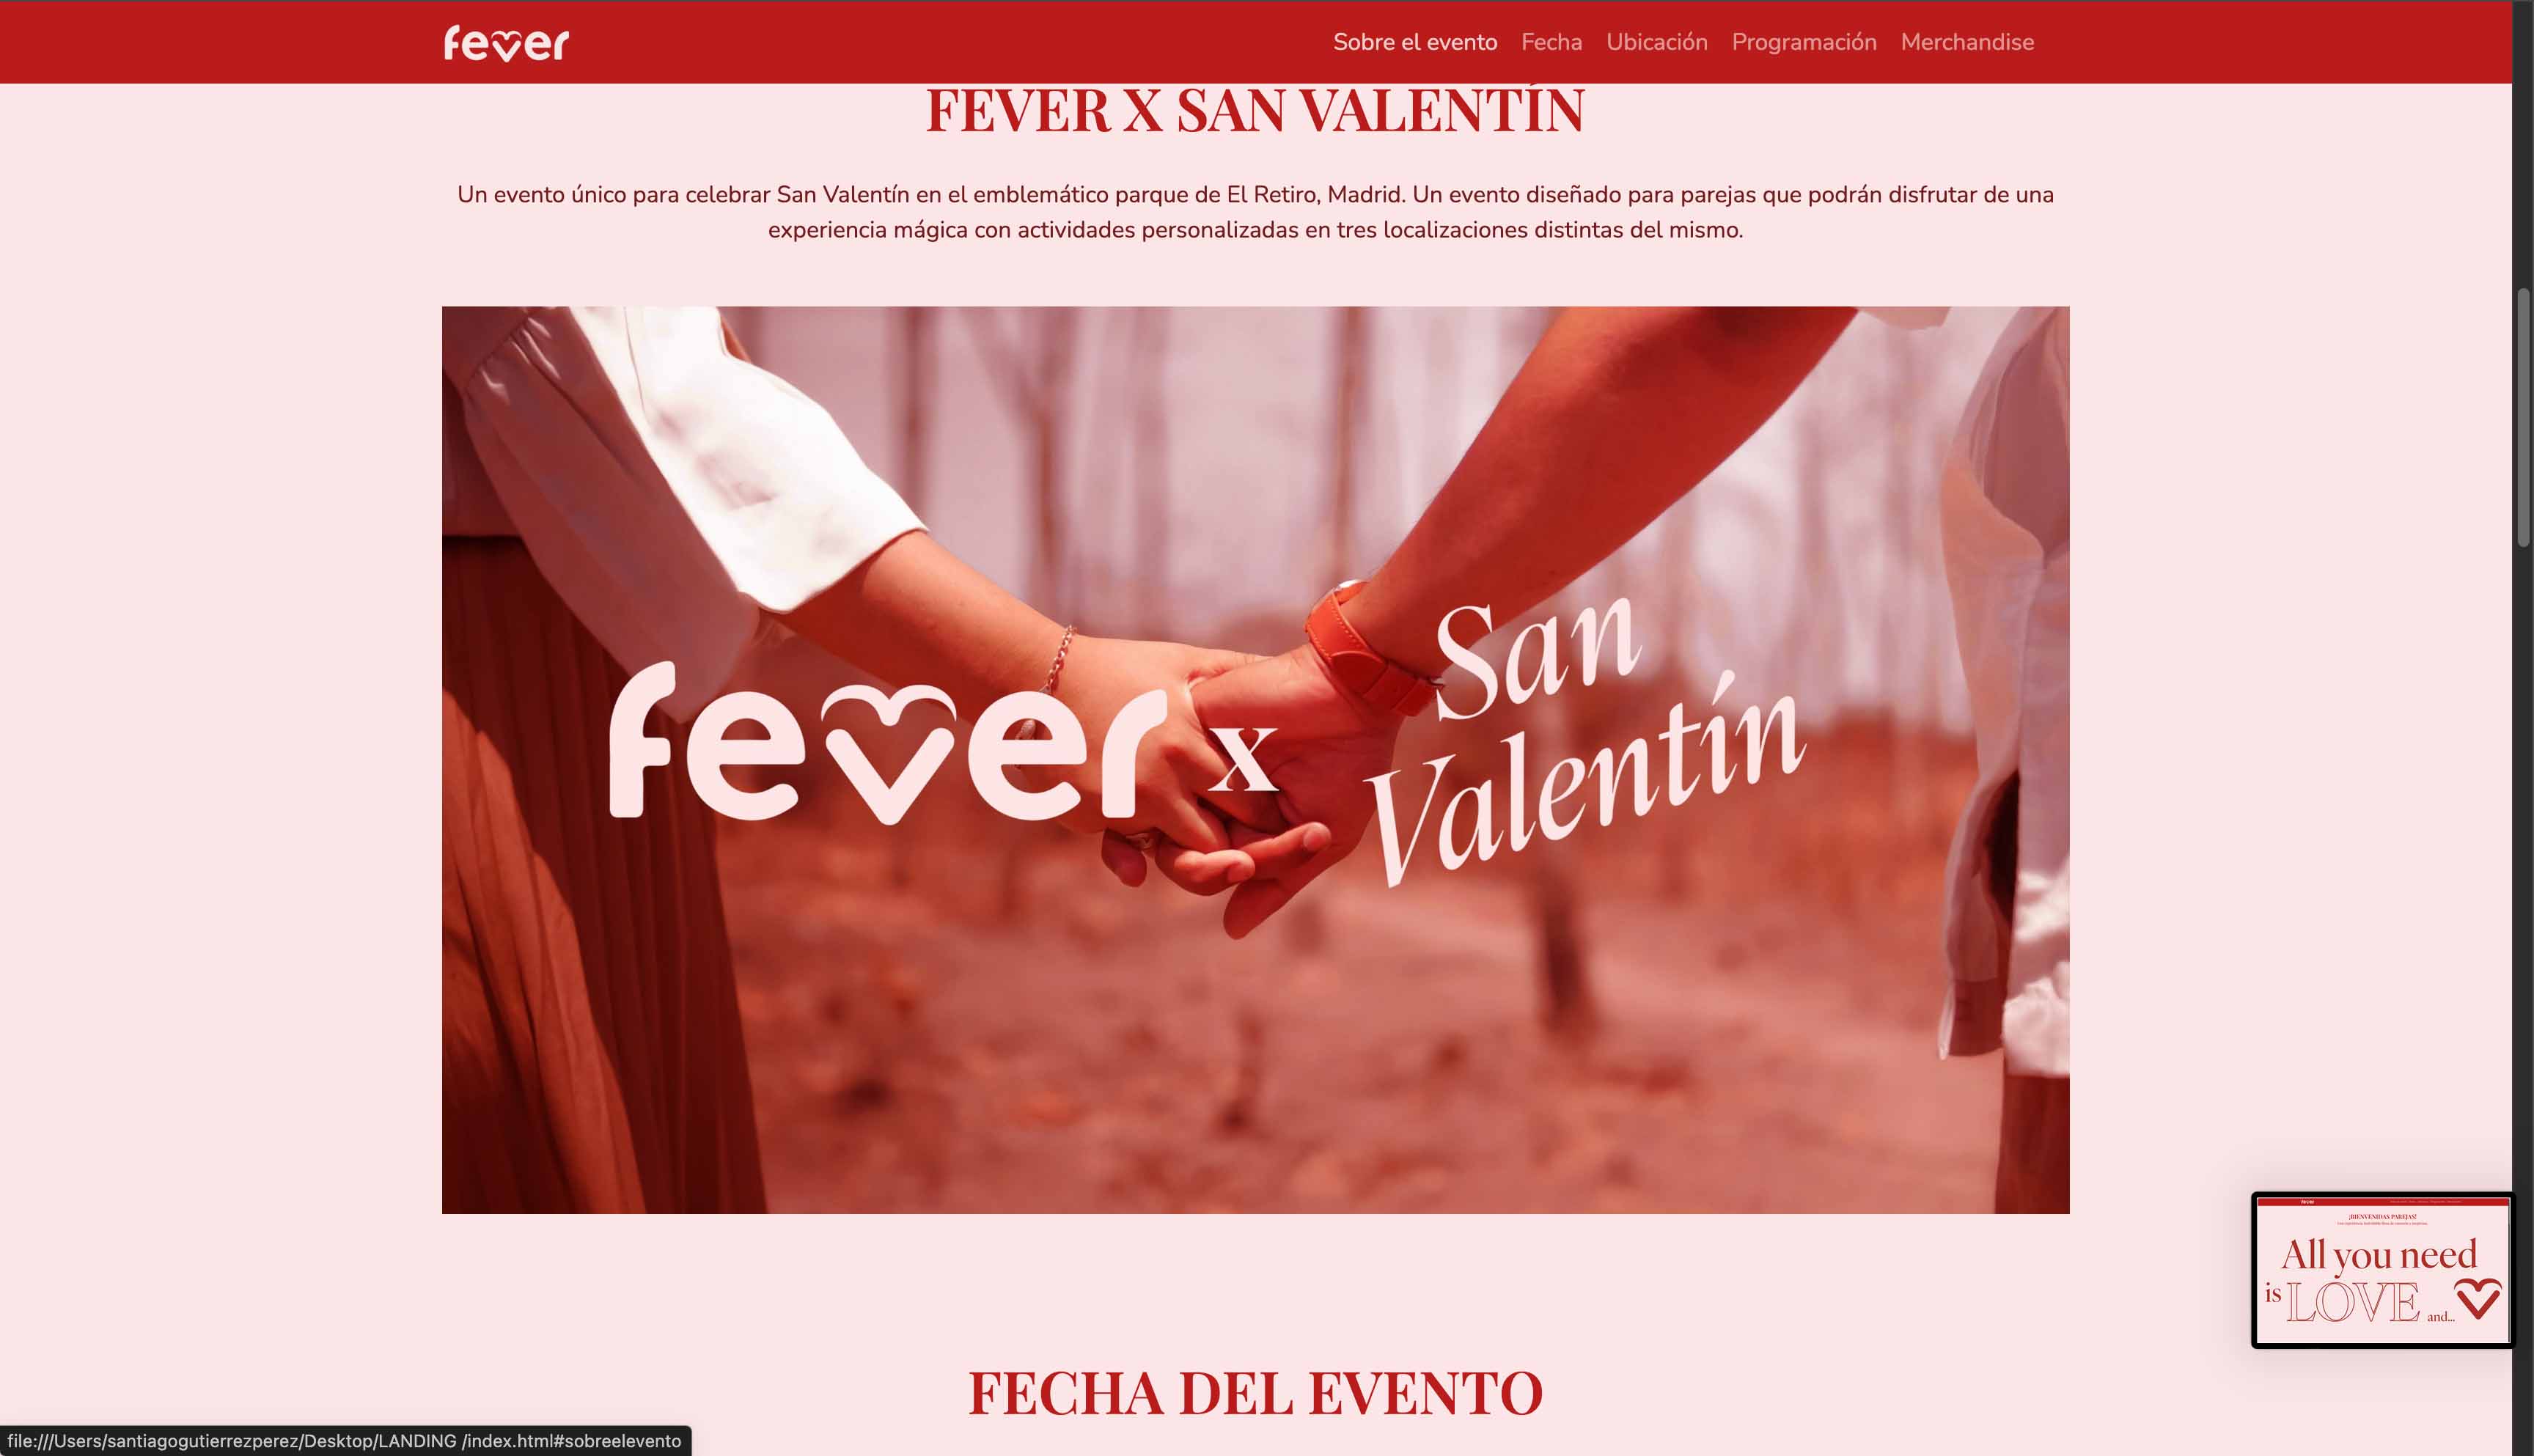 fever
Sobre el evento Fecha Ubicación Programación Merchandise
FEVER X SAN VALENTÍN
Un evento único para celebrar San Valentín en el emblemático parque de El Retiro, Madrid. Un evento diseñado para parejas que podrán disfrutar de una
experiencia mágica con actividades personalizadas en tres localizaciones distintas del mismo.
fever x San
Valentín
¡BIENVENIDAS PAREJAS!
All you need
is LOVE and...
FECHA DEL EVENTO
file:///Users/santiagogutierrezperez/Desktop/LANDING /index.html#sobreelevento